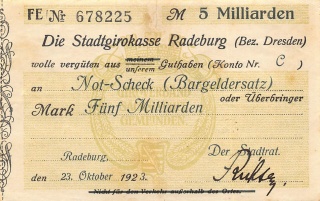 FE № 678225 M 5 Milliarden
Die Stadtgirokasse Radeburg (Bez. Dresden)
wolle vergüten aus meinem unserem Guthaben (Konto Nr. C )
an Not-Scheck (Bargeldersatz) oder Überbringer
Mark Fünf Milliarden
Radeburg, Der Stadtrat.
den 23. Oktober 1923.
Nicht für den Verkehr außerhalb des Ortes.